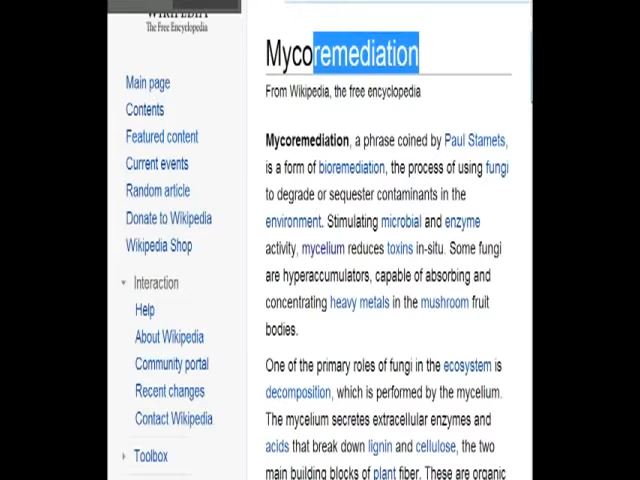 WIKIPEDIA
The Free Encyclopedia
Main page
Contents
Featured content
Current events
Random article
Donate to Wikipedia
Wikipedia Shop
Interaction
Help
About Wikipedia
Community portal
Recent changes
Contact Wikipedia
Toolbox
Mycoremediation
From Wikipedia, the free encyclopedia
Mycoremediation, a phrase coined by Paul Stamets,
is a form of bioremediation, the process of using fungi
to degrade or sequester contaminants in the
environment. Stimulating microbial and enzyme
activity, mycelium reduces toxins in-situ. Some fungi
are hyperaccumulators, capable of absorbing and
concentrating heavy metals in the mushroom fruit
bodies.
One of the primary roles of fungi in the ecosystem is
decomposition, which is performed by the mycelium.
The mycelium secretes extracellular enzymes and
acids that break down lignin and cellulose, the two
main building blocks of plant fiber. These are organic